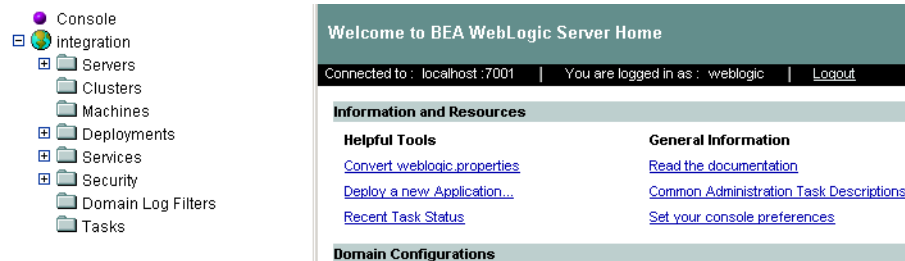 Console
integration
Servers
Clusters
Machines
Deployments
Services
Security
Domain Log Filters
Tasks
Welcome to BEA WebLogic Server Home
Connected to : localhost :7001 | You are logged in as : weblogic | Logout
Information and Resources
Helpful Tools General Information
Convert weblogic.properties Read the documentation
Deploy a new Application... Common Administration Task Descriptions
Recent Task Status Set your console preferences
Domain Configurations